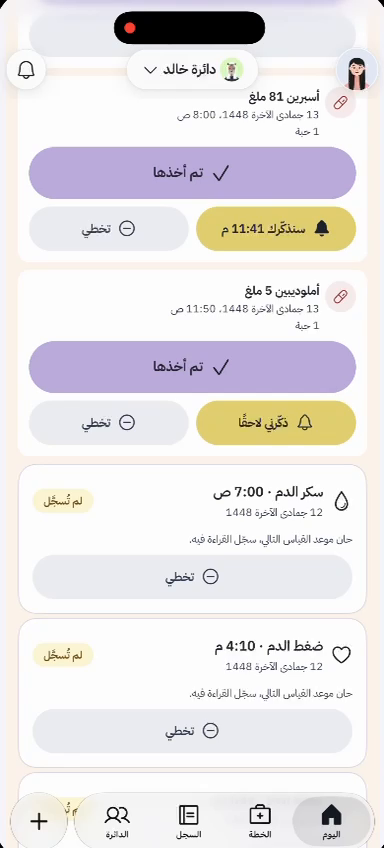 دائرة خالد
أسبرين 81 ملغ
13 جمادى الآخرة 1448، 8:00 ص
1 حبة
تم أخذها
سنذكّرك 11:41 م
تخطي
أملوديبين 5 ملغ
13 جمادى الآخرة 1448، 11:50 ص
1 حبة
تم أخذها
ذكّرني لاحقًا
تخطي
سكر الدم · 7:00 ص
لم تُسجَّل
12 جمادى الآخرة 1448
حان موعد القياس التالي، سجّل القراءة فيه.
تخطي
ضغط الدم · 4:10 م
لم تُسجَّل
12 جمادى الآخرة 1448
حان موعد القياس التالي، سجّل القراءة فيه.
تخطي
اليوم
الخطة
السجل
الدائرة